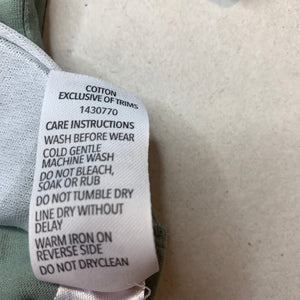 COTTON
EXCLUSIVE OF TRIMS
1430770
CARE INSTRUCTIONS
WASH BEFORE WEAR
COLD GENTLE
MACHINE WASH
DO NOT BLEACH,
SOAK OR RUB
DO NOT TUMBLE DRY
LINE DRY WITHOUT
DELAY
WARM IRON ON
REVERSE SIDE
DO NOT DRYCLEAN